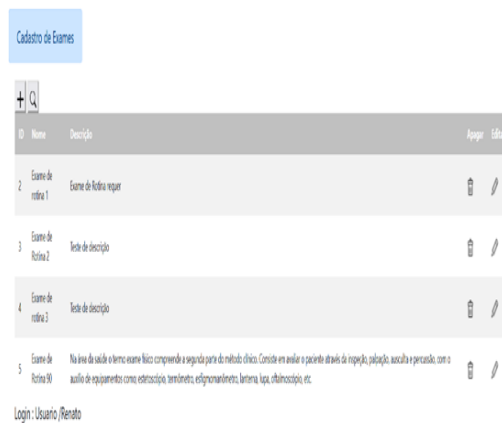 Cadastro de Exames
+
ID Nome Descrição Apagar Edita
2 Exame de rotina 1 Exame de Rotina requer
3 Exame de Rotina 2 Teste de descrição
4 Exame de rotina 3 Teste de descrição
5 Exame de Rotina 90 Na área da saúde o termo exame físico compreende a segunda parte do método clínico. Consiste em avaliar o paciente através da inspeção, palpação, ausculta e percussão, com o
auxílio de equipamentos como; estetoscópio, termômetro, esfigmomanômetro, lanterna, lupa, oftalmoscópio, etc.
Login : Usuario /Renato